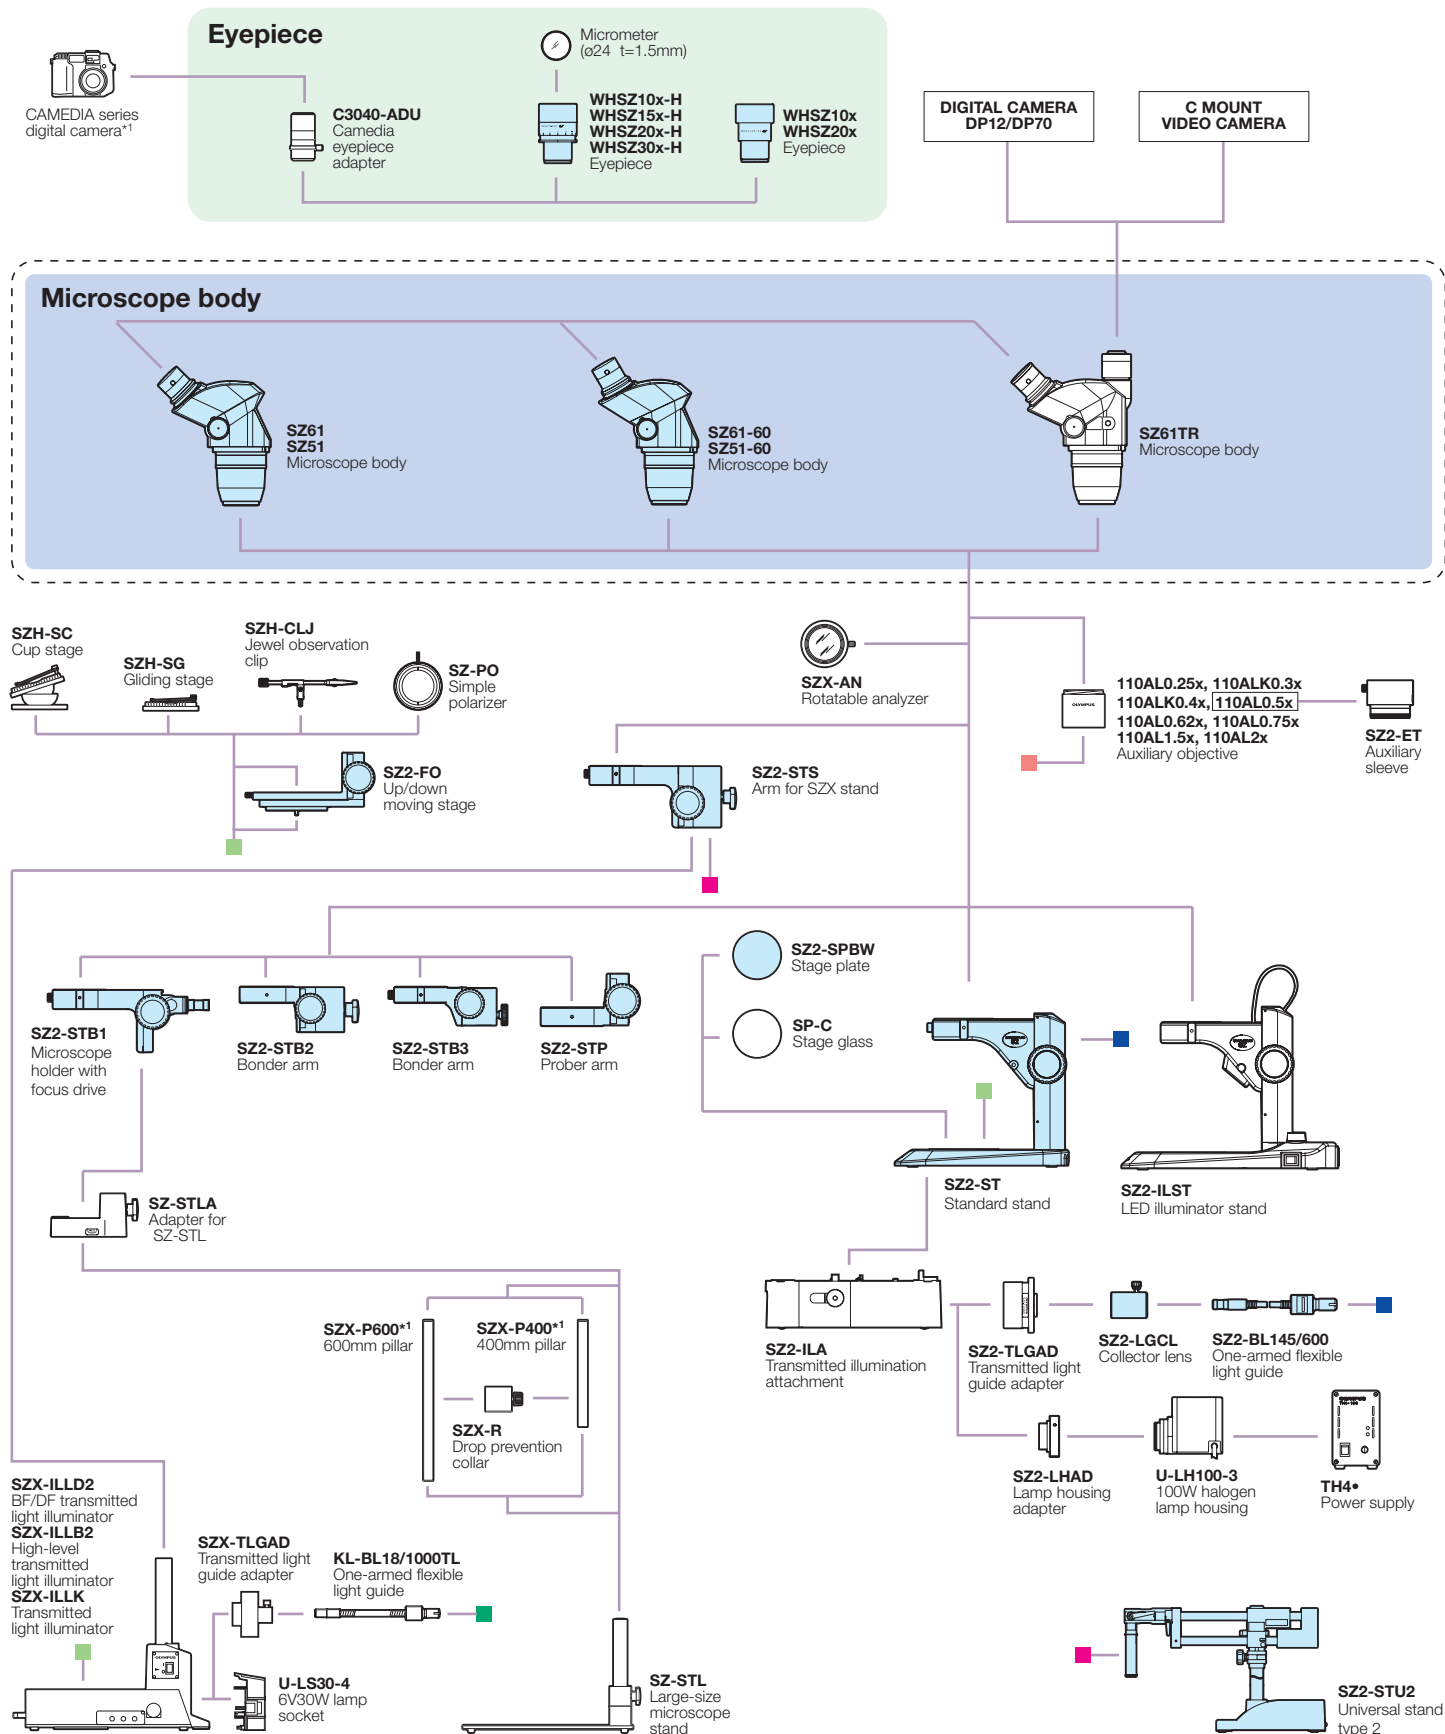 Eyepiece
Micrometer
(ø24  t=1.5mm)
CAMEDIA series
digital camera*1
C3040-ADU
Camedia
eyepiece
adapter
WHSZ10x-H
WHSZ15x-H
WHSZ20x-H
WHSZ30x-H
Eyepiece
WHSZ10x
WHSZ20x
Eyepiece
DIGITAL CAMERA
DP12/DP70
C MOUNT
VIDEO CAMERA
Microscope body
SZ61
SZ51
Microscope body
SZ61-60
SZ51-60
Microscope body
SZ61TR
Microscope body
SZH-SC
Cup stage
SZH-SG
Gliding stage
SZH-CLJ
Jewel observation
clip
SZ-PO
Simple
polarizer
SZX-AN
Rotatable analyzer
OLYMPUS
110AL0.25x, 110ALK0.3x
110ALK0.4x, 110AL0.5x
110AL0.62x, 110AL0.75x
110AL1.5x, 110AL2x
Auxiliary objective
SZ2-ET
Auxiliary
sleeve
SZ2-FO
Up/down
moving stage
SZ2-STS
Arm for SZX stand
SZ2-STB1
Microscope
holder with
focus drive
SZ2-STB2
Bonder arm
SZ2-STB3
Bonder arm
SZ2-STP
Prober arm
SZ2-SPBW
Stage plate
SP-C
Stage glass
SZ2-ST
Standard stand
SZ2-ILST
LED illuminator stand
SZ-STLA
Adapter for
SZ-STL
SZX-P600*1
600mm pillar
SZX-P400*1
400mm pillar
SZX-R
Drop prevention
collar
SZ2-ILA
Transmitted illumination
attachment
SZ2-TLGAD
Transmitted light
guide adapter
SZ2-LGCL
Collector lens
SZ2-BL145/600
One-armed flexible
light guide
SZ2-LHAD
Lamp housing
adapter
U-LH100-3
100W halogen
lamp housing
TH4•
Power supply
SZX-ILLD2
BF/DF transmitted
light illuminator
SZX-ILLB2
High-level
transmitted
light illuminator
SZX-ILLK
Transmitted
light illuminator
OLYMPUS
SZX-TLGAD
Transmitted light
guide adapter
KL-BL18/1000TL
One-armed flexible
light guide
U-LS30-4
6V30W lamp
socket
SZ-STL
Large-size
microscope
stand
SZ2-STU2
Universal stand
type 2